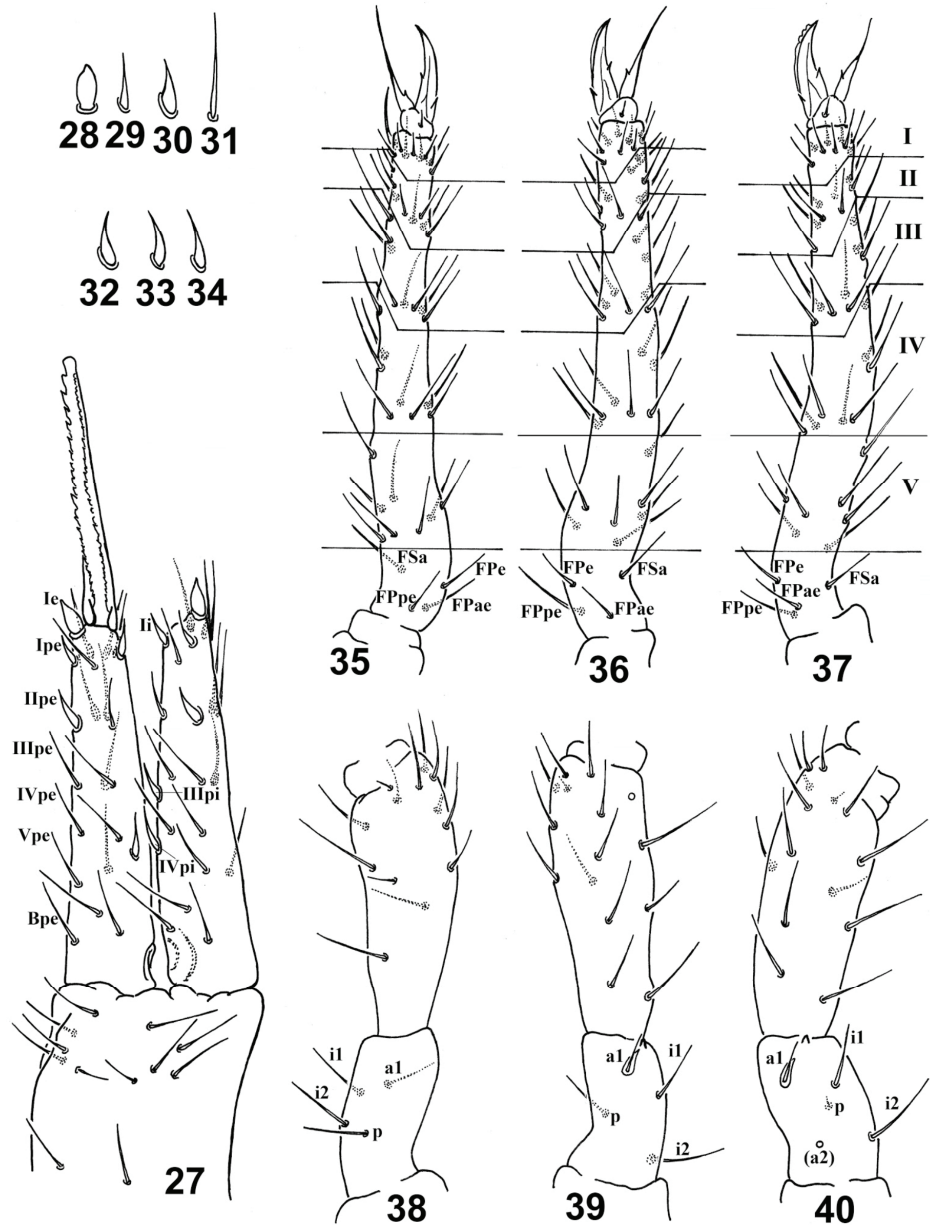 28 29 30 31
32 33 34
I
II
III
IV
V
FSa
FPe
FPpe
FPae
35
FPe
FSa
FPpe
FPae
36
FPe
FPae
FSa
FPpe
37
Ie
Ii
Ipe
IIpe
IIIpe
IIIpi
IVpe
Vpe
IVpi
Bpe
27
i1
a1
i2
p
38
a1
i1
p
i2
39
a1
i1
p
i2
(a2)
40